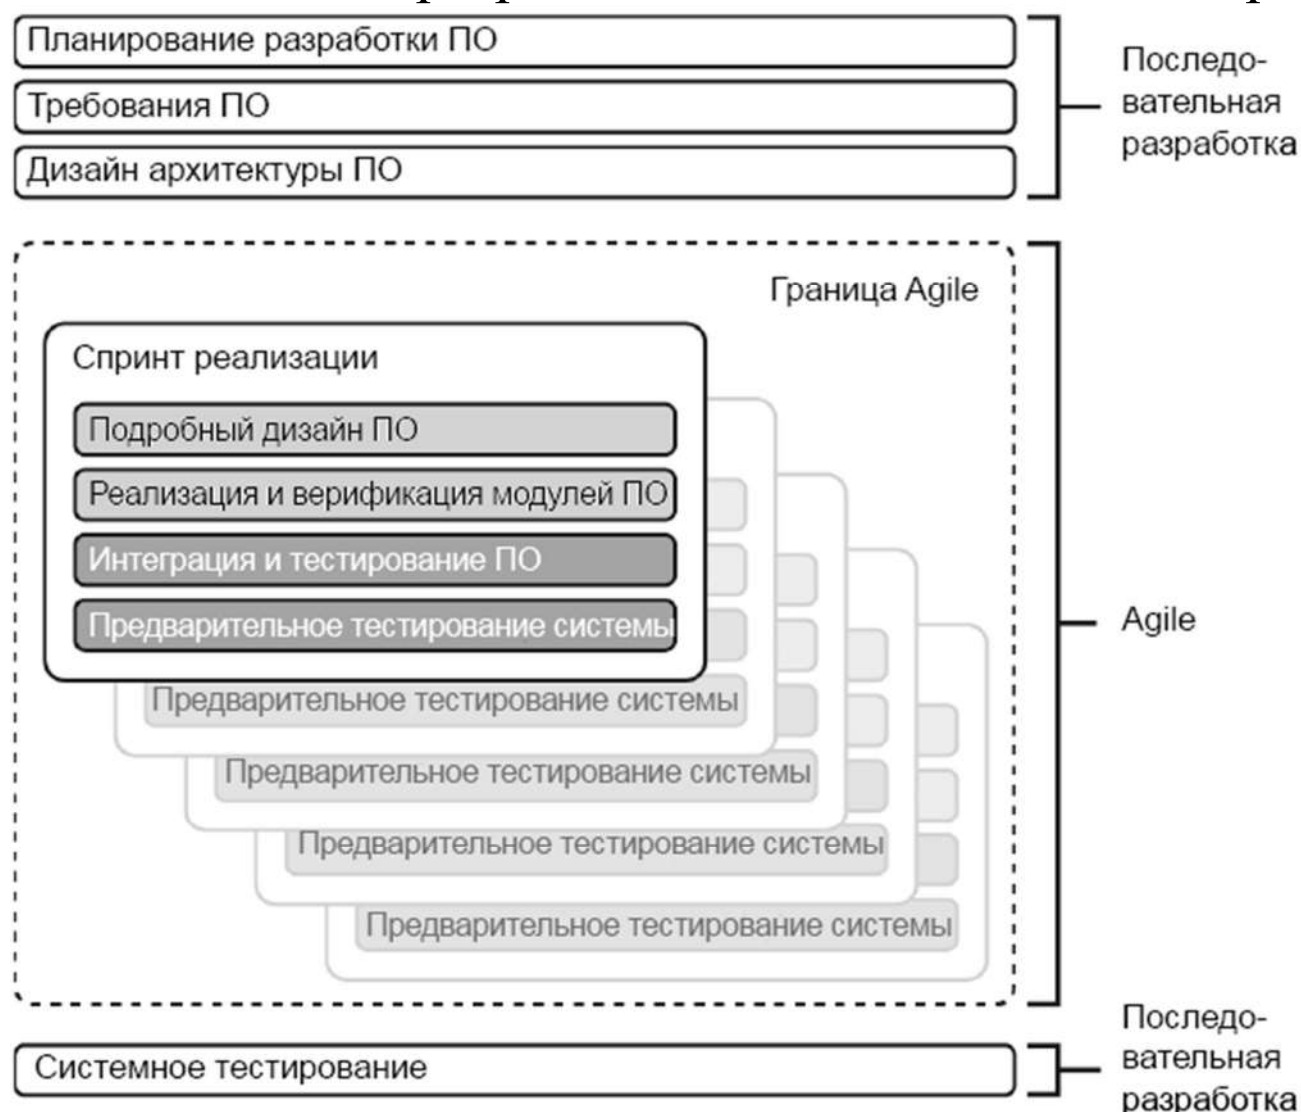 Планирование разработки ПО
Требования ПО
Дизайн архитектуры ПО
Последо-
вательная
разработка
Граница Agile
Спринт реализации
Подробный дизайн ПО
Реализация и верификация модулей ПО
Интеграция и тестирование ПО
Предварительное тестирование системы
Предварительное тестирование системы
Предварительное тестирование системы
Предварительное тестирование системы
Предварительное тестирование системы
Agile
Системное тестирование
Последо-
вательная
разработка